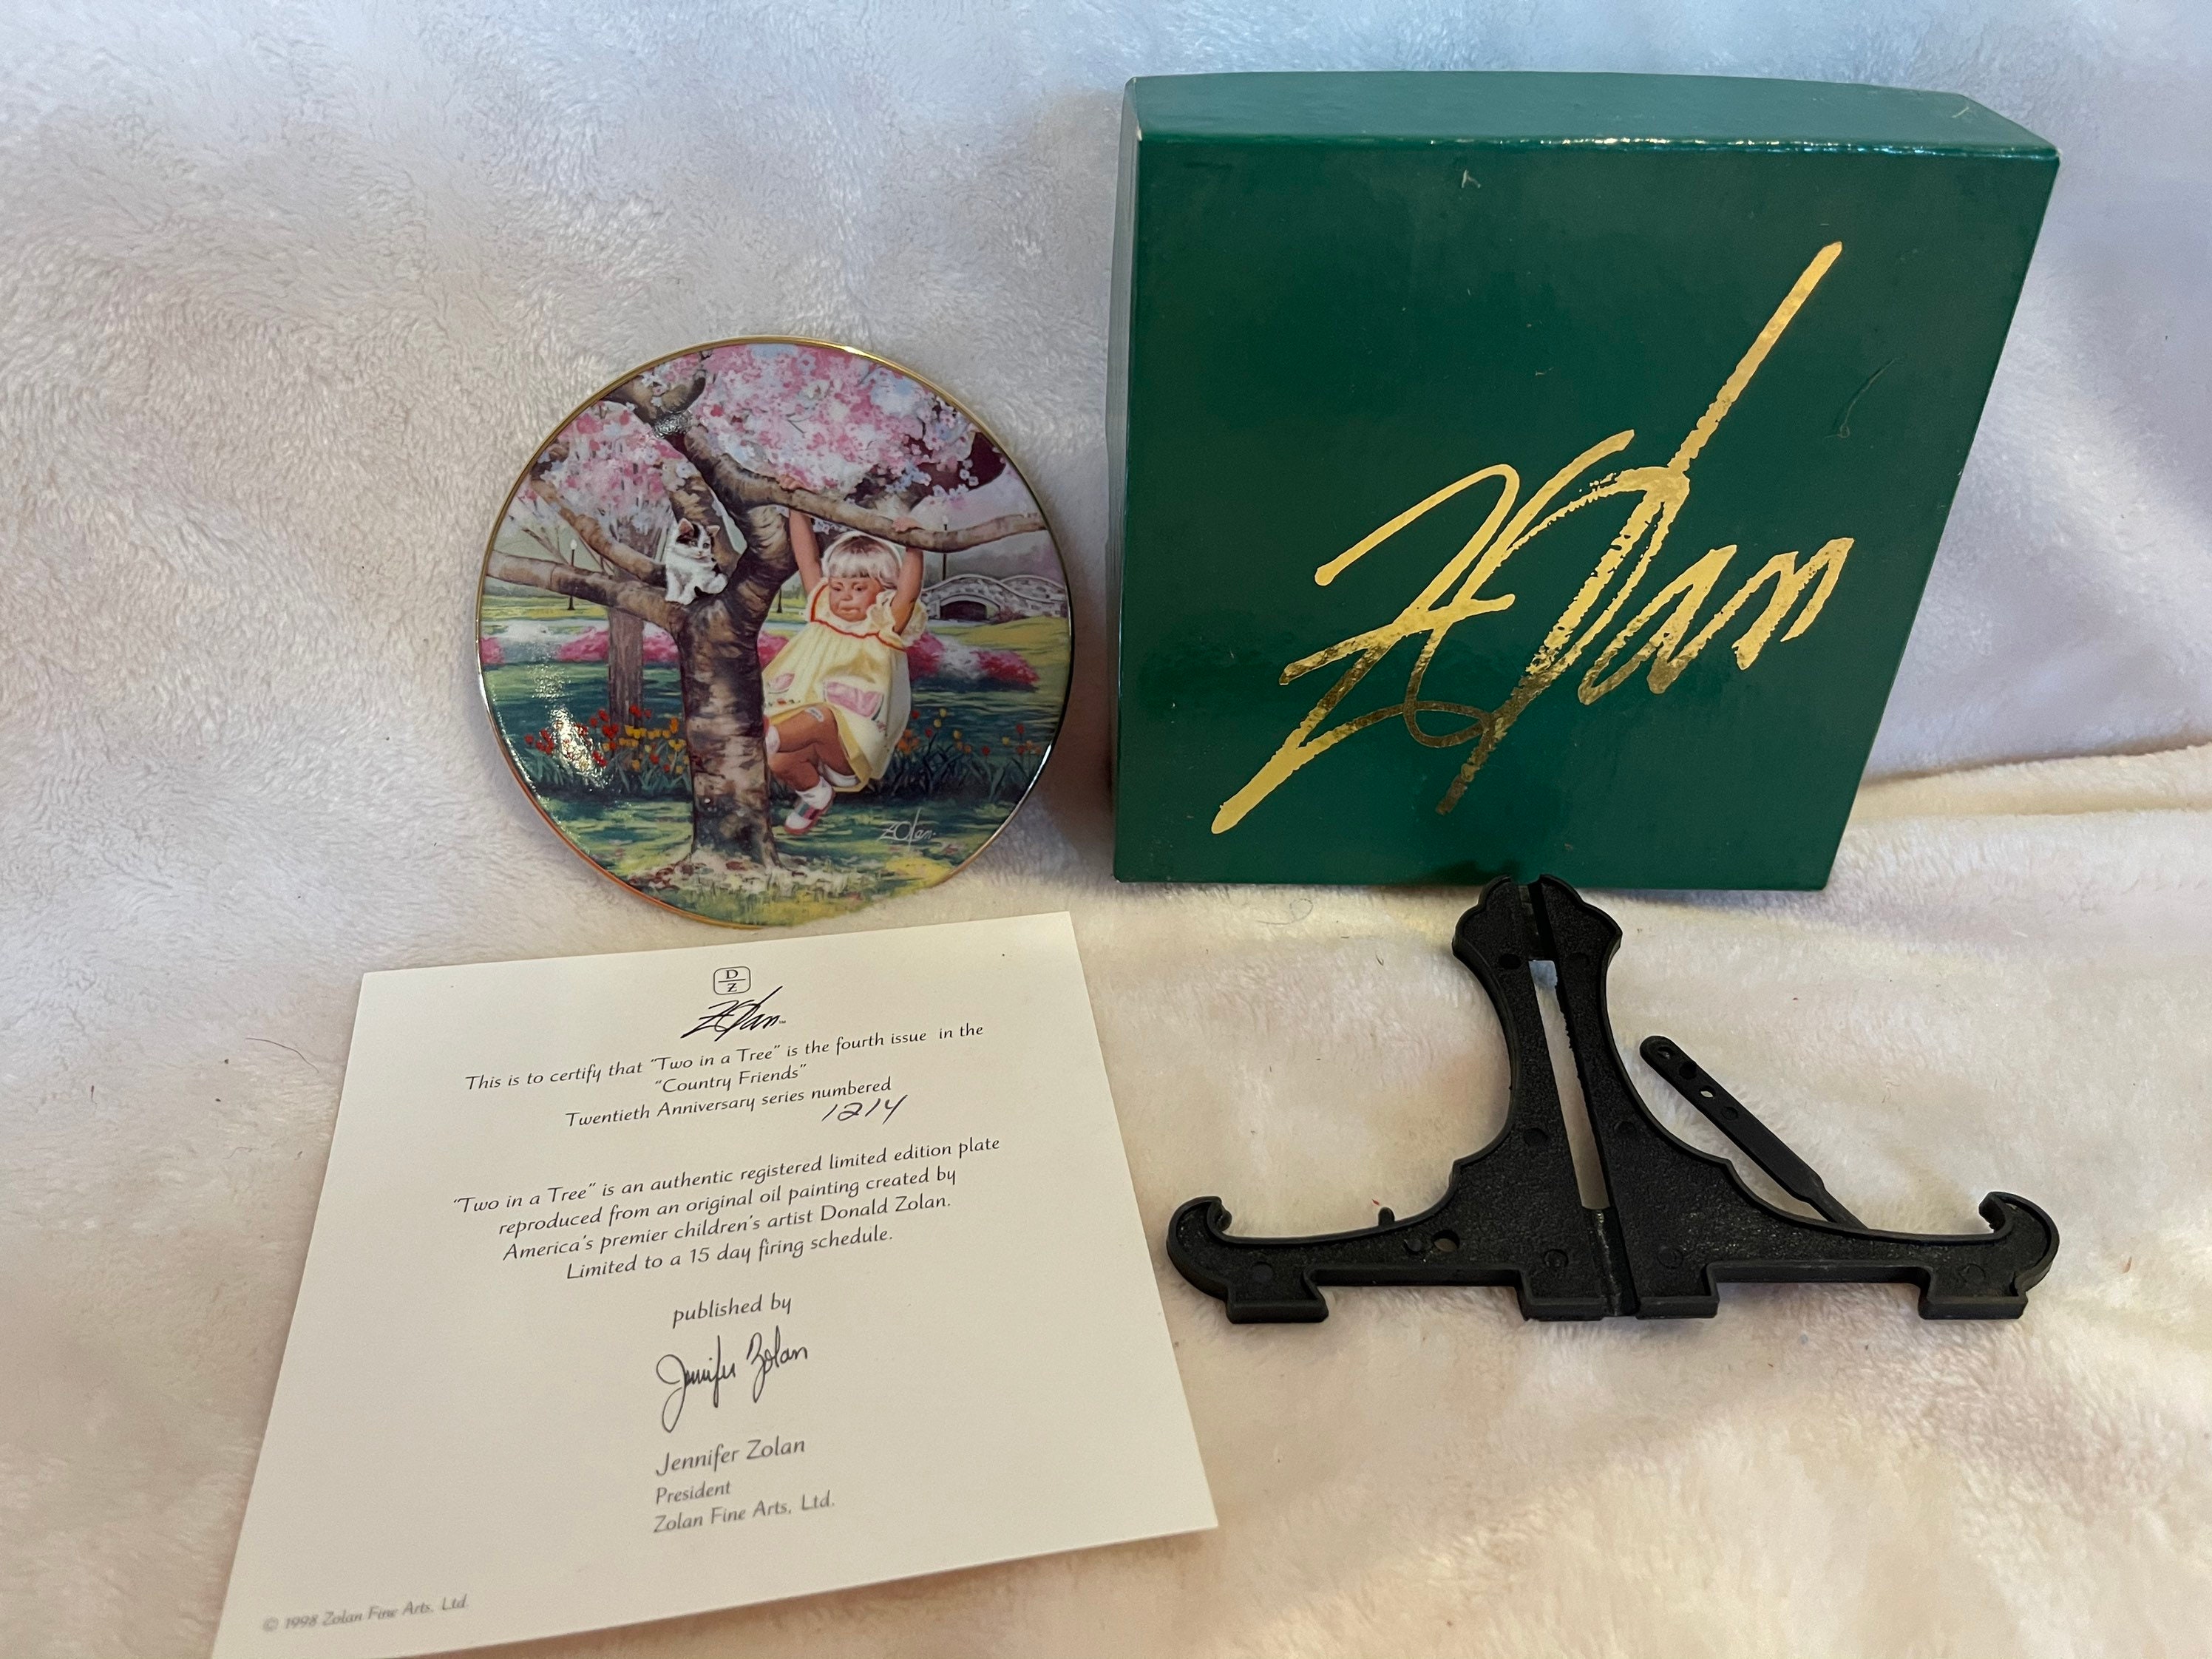 Zolan
Zolan
D
Z
Zolan™
This is to certify that "Two in a Tree" is the fourth issue in the
"Country Friends"
Twentieth Anniversary series numbered
1214
"Two in a Tree" is an authentic registered limited edition plate
reproduced from an original oil painting created by
America's premier children's artist Donald Zolan.
Limited to a 15 day firing schedule.
published by
Jennifer Zolan
Jennifer Zolan
President
Zolan Fine Arts, Ltd.
© 1998 Zolan Fine Arts, Ltd.